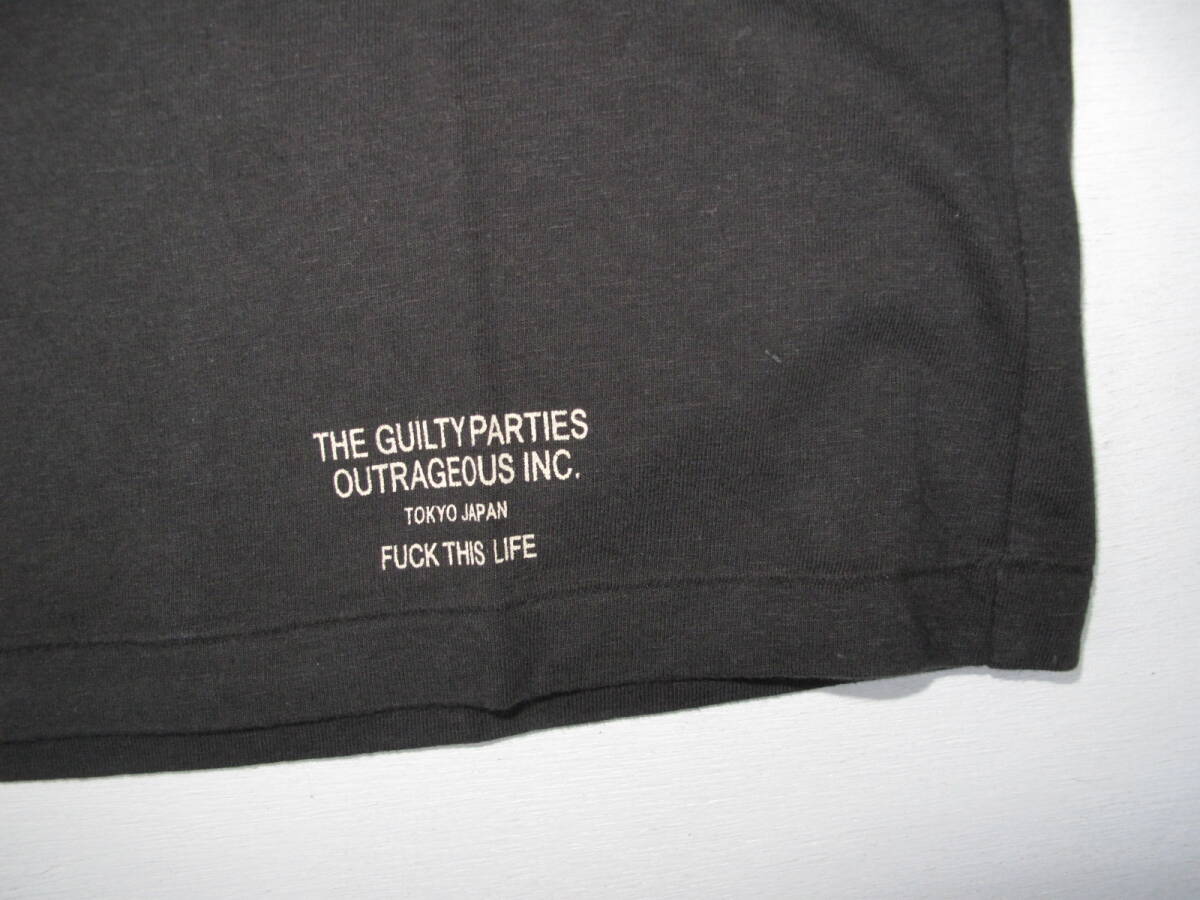 THE GUILTY PARTIES
OUTRAGEOUS INC.
TOKYO JAPAN
FUCK THIS LIFE